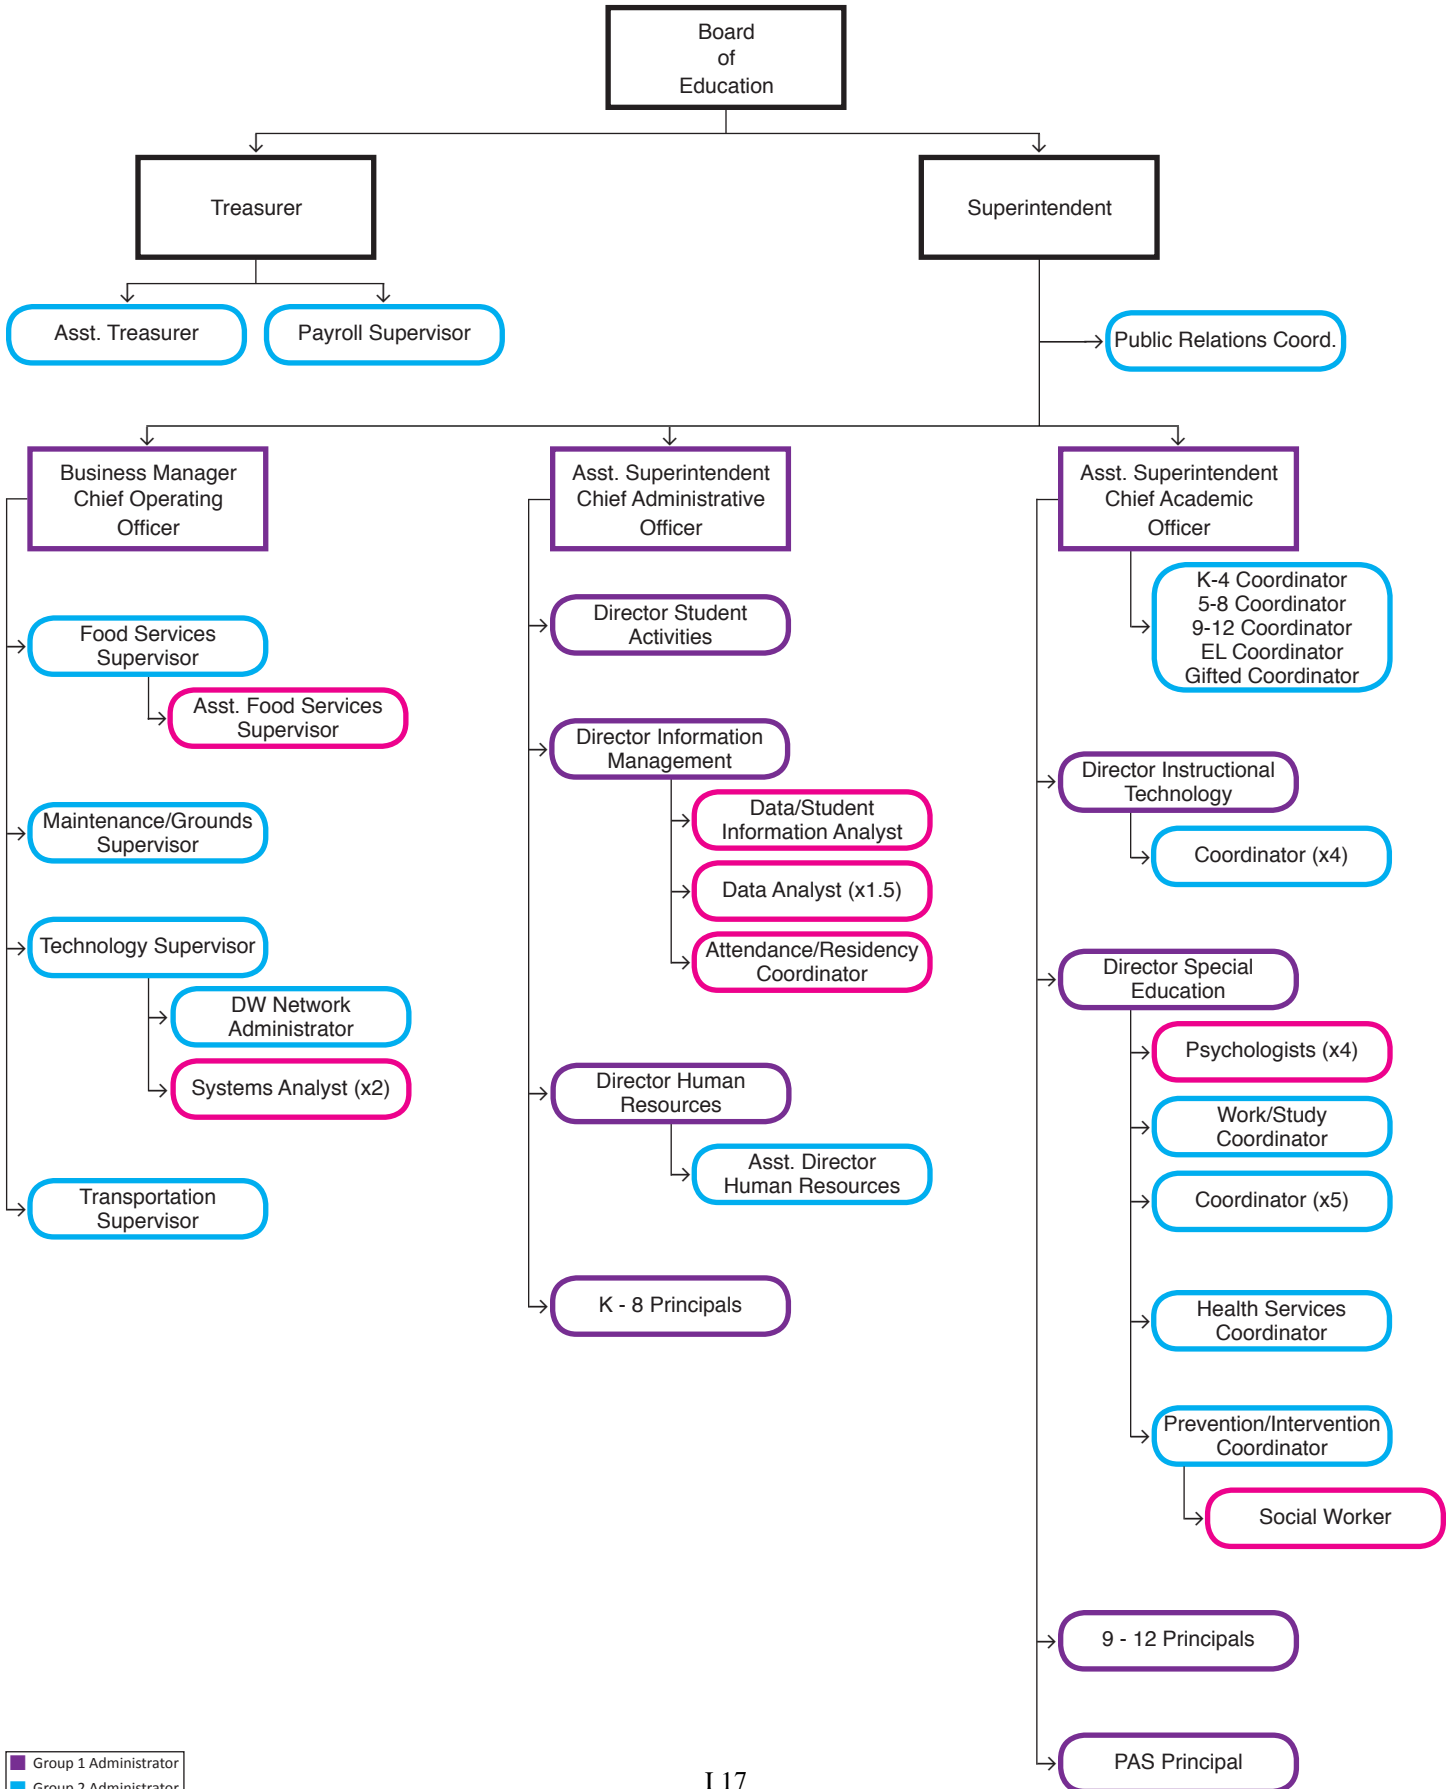 Board
of
Education
Treasurer
Superintendent
Asst. Treasurer
Payroll Supervisor
Public Relations Coord.
Business Manager
Chief Operating
Officer
Asst. Superintendent
Chief Administrative
Officer
Asst. Superintendent
Chief Academic
Officer
K-4 Coordinator
5-8 Coordinator
9-12 Coordinator
EL Coordinator
Gifted Coordinator
Food Services
Supervisor
Asst. Food Services
Supervisor
Maintenance/Grounds
Supervisor
Technology Supervisor
DW Network
Administrator
Systems Analyst (x2)
Transportation
Supervisor
Director Student
Activities
Director Information
Management
Data/Student
Information Analyst
Data Analyst (x1.5)
Attendance/Residency
Coordinator
Director Human
Resources
Asst. Director
Human Resources
K - 8 Principals
Director Instructional
Technology
Coordinator (x4)
Director Special
Education
Psychologists (x4)
Work/Study
Coordinator
Coordinator (x5)
Health Services
Coordinator
Prevention/Intervention
Coordinator
Social Worker
9 - 12 Principals
PAS Principal
Group 1 Administrator
Group 2 Administrator
I 17